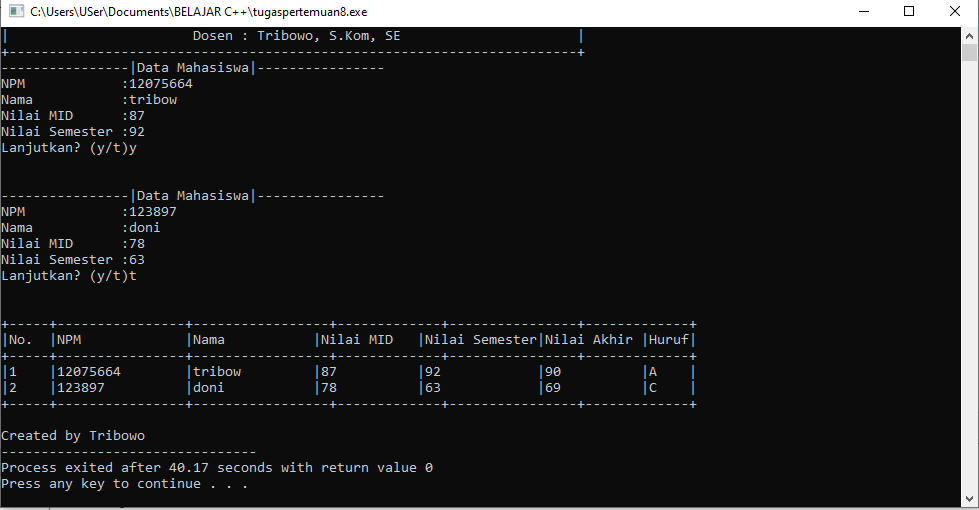 C:\Users\USer\Documents\BELAJAR C++\tugaspertemuan8.exe
|                       Dosen : Tribowo, S.Kom, SE                      |
+-----------------------------------------------------------------------+
----------------|Data Mahasiswa|----------------
NPM            :12075664
Nama           :tribow
Nilai MID      :87
Nilai Semester :92
Lanjutkan? (y/t)y
----------------|Data Mahasiswa|----------------
NPM            :123897
Nama           :doni
Nilai MID      :78
Nilai Semester :63
Lanjutkan? (y/t)t
+-----+----------------+-----------------+-------------+----------------+-------------+
|No.  |NPM             |Nama           |Nilai MID   |Nilai Semester|Nilai Akhir |Huruf|
+-----+----------------+-----------------+-------------+----------------+-------------+
|1    |12075664        |tribow         |87          |92            |90          |A    |
|2    |123897          |doni           |78          |63            |69          |C    |
+-----+----------------+-----------------+-------------+----------------+-------------+
Created by Tribowo
--------------------------------
Process exited after 40.17 seconds with return value 0
Press any key to continue . . .